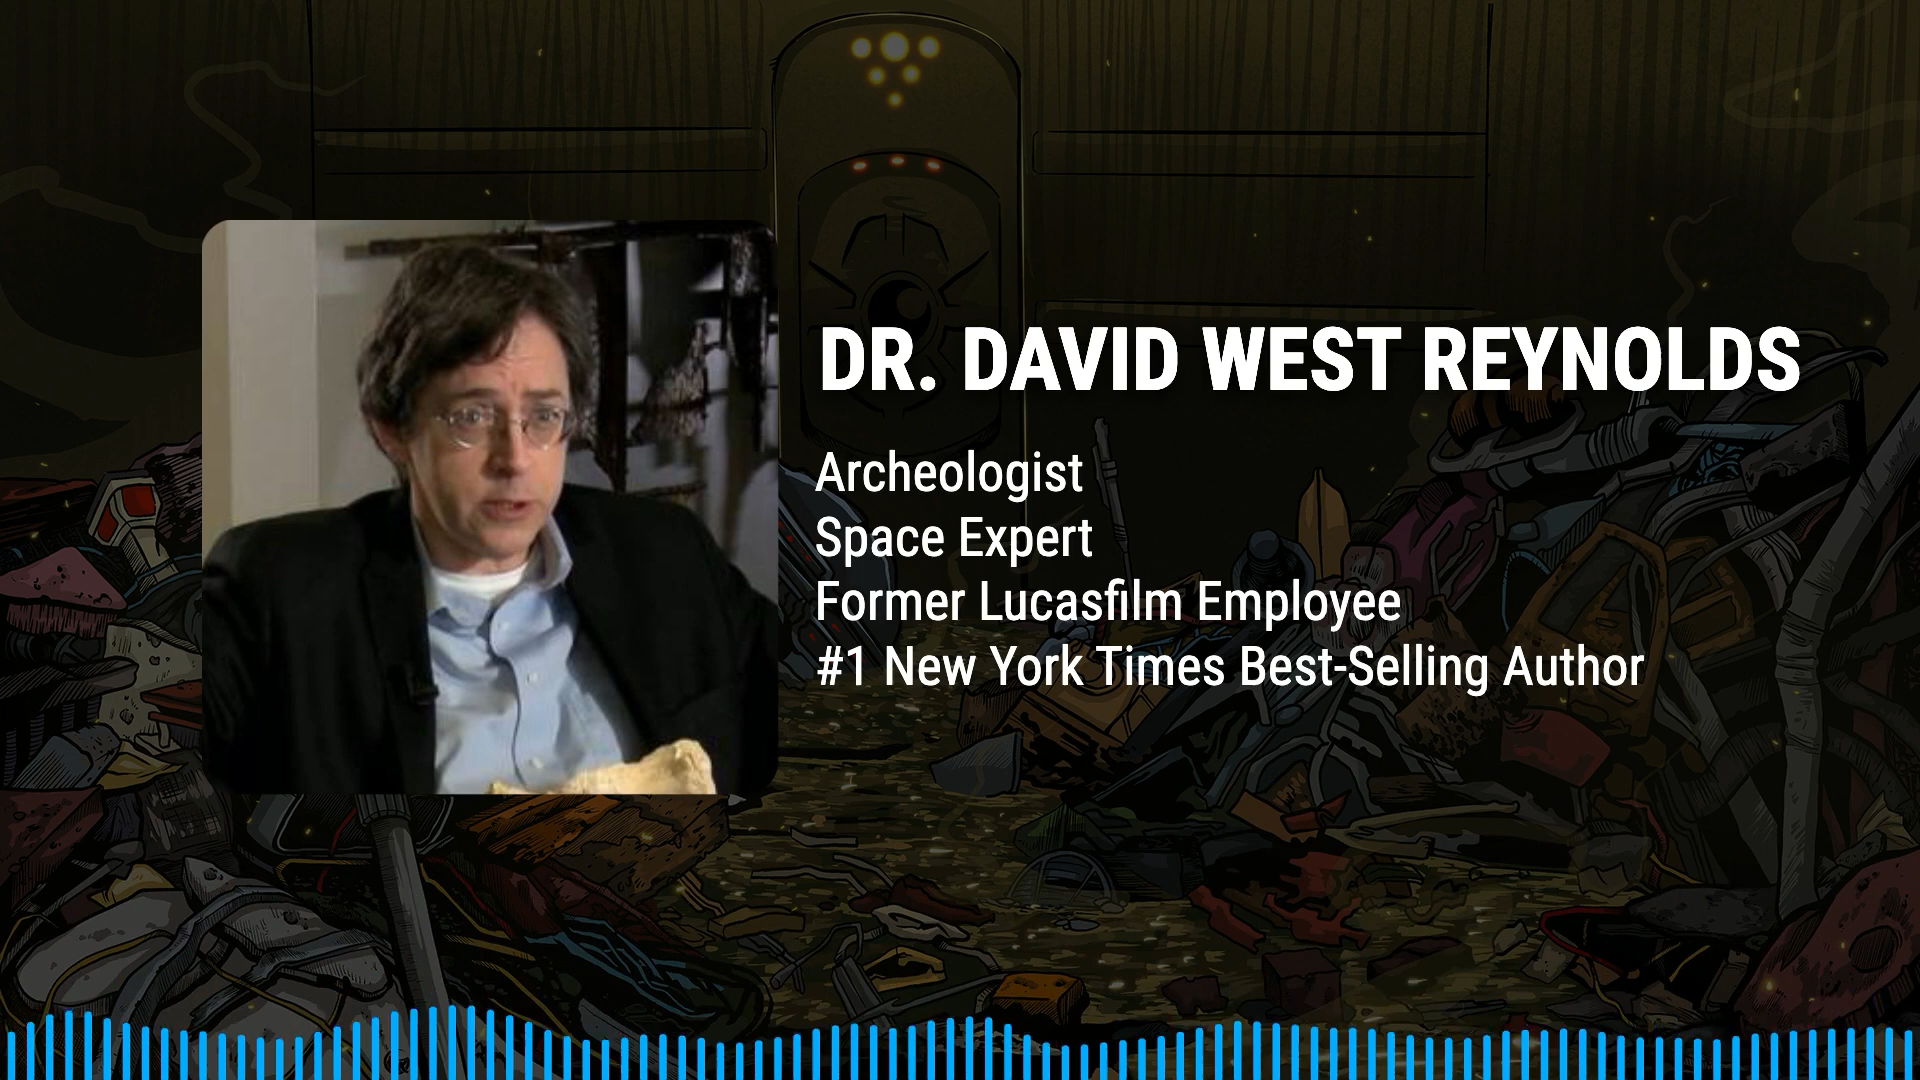 DR. DAVID WEST REYNOLDS
Archeologist
Space Expert
Former Lucasfilm Employee
#1 New York Times Best-Selling Author